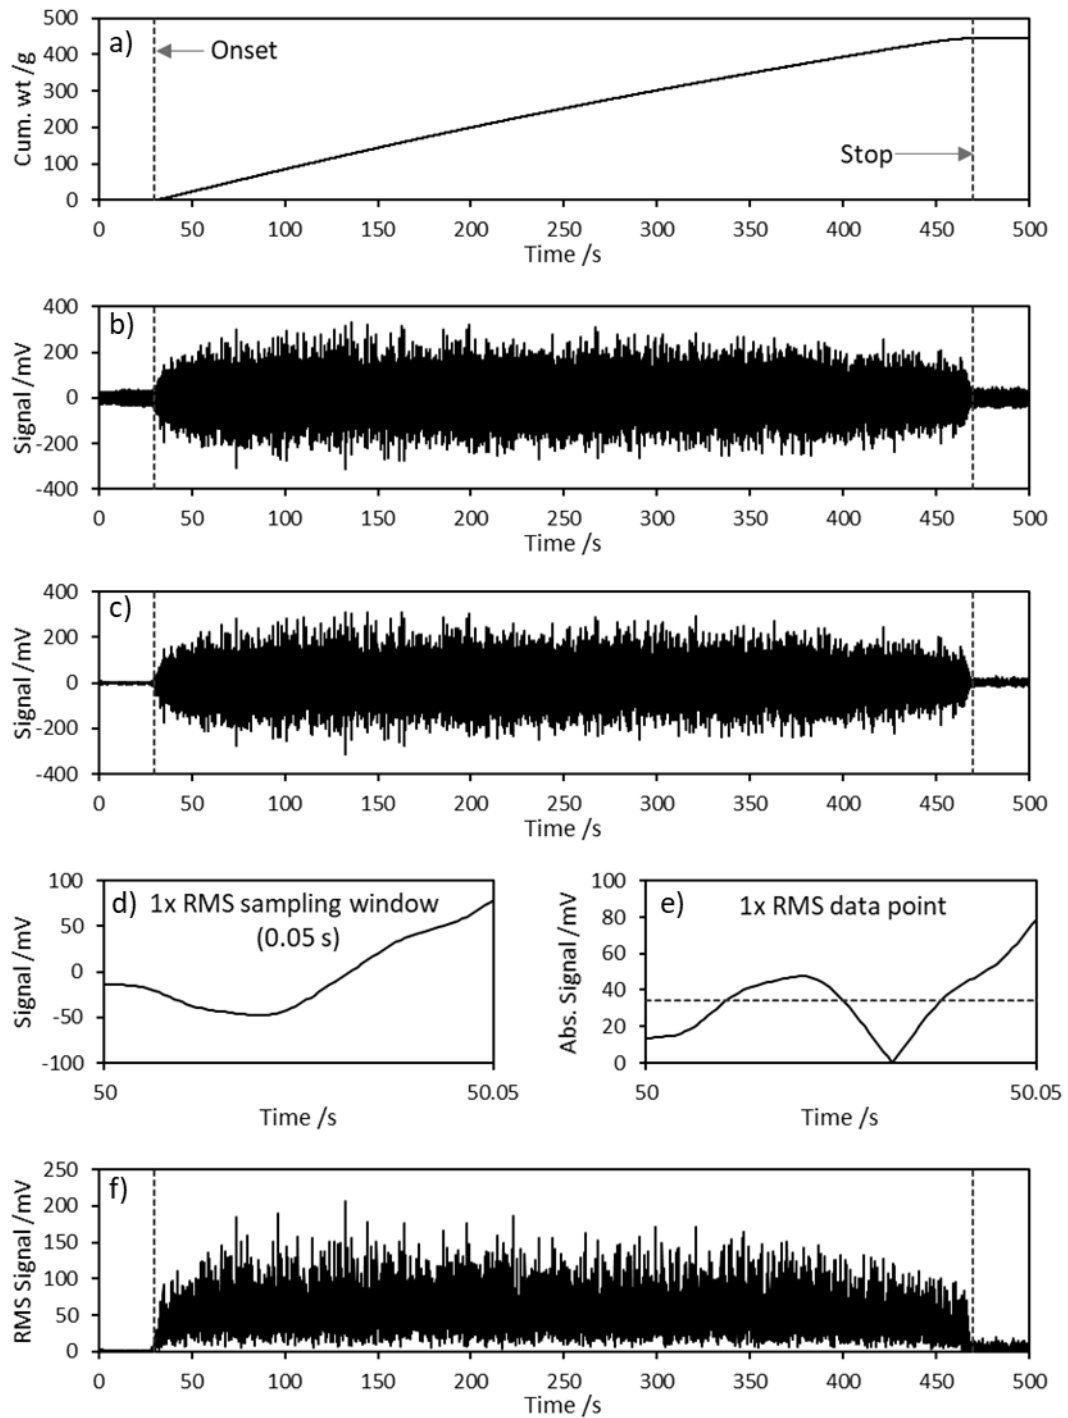 a)
Onset
Stop
Cum. wt /g
500
400
300
200
100
0
0 50 100 150 200 250 300 350 400 450 500
Time /s
b)
Signal /mV
400
200
0
-200
-400
0 50 100 150 200 250 300 350 400 450 500
Time /s
c)
Signal /mV
400
200
0
-200
-400
0 50 100 150 200 250 300 350 400 450 500
Time /s
d) 1x RMS sampling window
(0.05 s)
Signal /mV
100
50
0
-50
-100
50 50.05
Time /s
e) 1x RMS data point
Abs. Signal /mV
100
80
60
40
20
0
50 50.05
Time /s
f)
RMS Signal /mV
250
200
150
100
50
0
0 50 100 150 200 250 300 350 400 450 500
Time /s